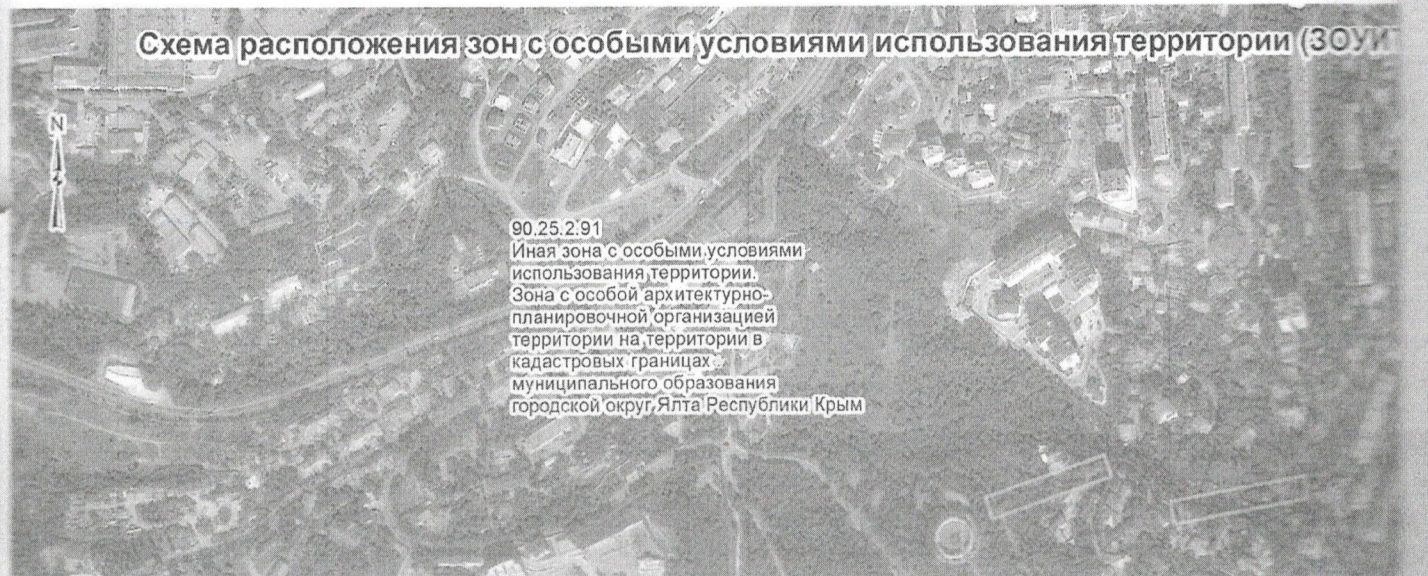 Схема расположения зон с особыми условиями использования территории (ЗОУИ
N
90.25.2.91
Иная зона с особыми условиями
использования территории.
Зона с особой архитектурно-
планировочной организацией
территории на территории в
кадастровых границах
муниципального образования
городской округ Ялта Республики Крым